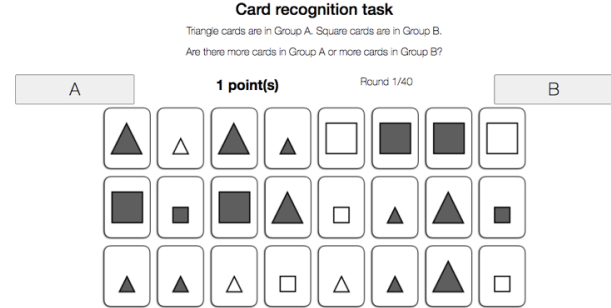 Card recognition task
Triangle cards are in Group A. Square cards are in Group B.
Are there more cards in Group A or more cards in Group B?
A
1 point(s)
Round 1/40
B